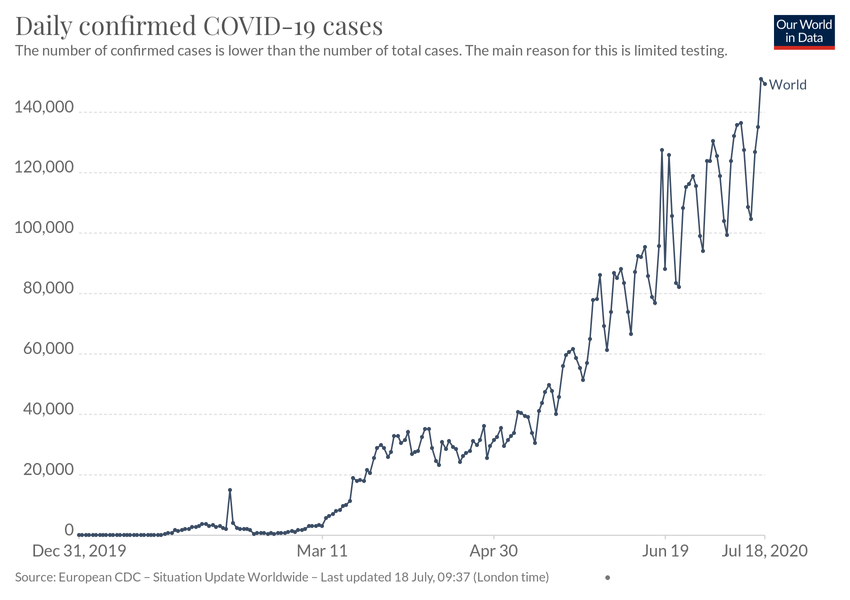 Daily confirmed COVID-19 cases
The number of confirmed cases is lower than the number of total cases. The main reason for this is limited testing.
Our World
in Data
World
140,000
120,000
100,000
80,000
60,000
40,000
20,000
0
Dec 31, 2019 Mar 11 Apr 30 Jun 19 Jul 18, 2020
Source: European CDC – Situation Update Worldwide – Last updated 18 July, 09:37 (London time)